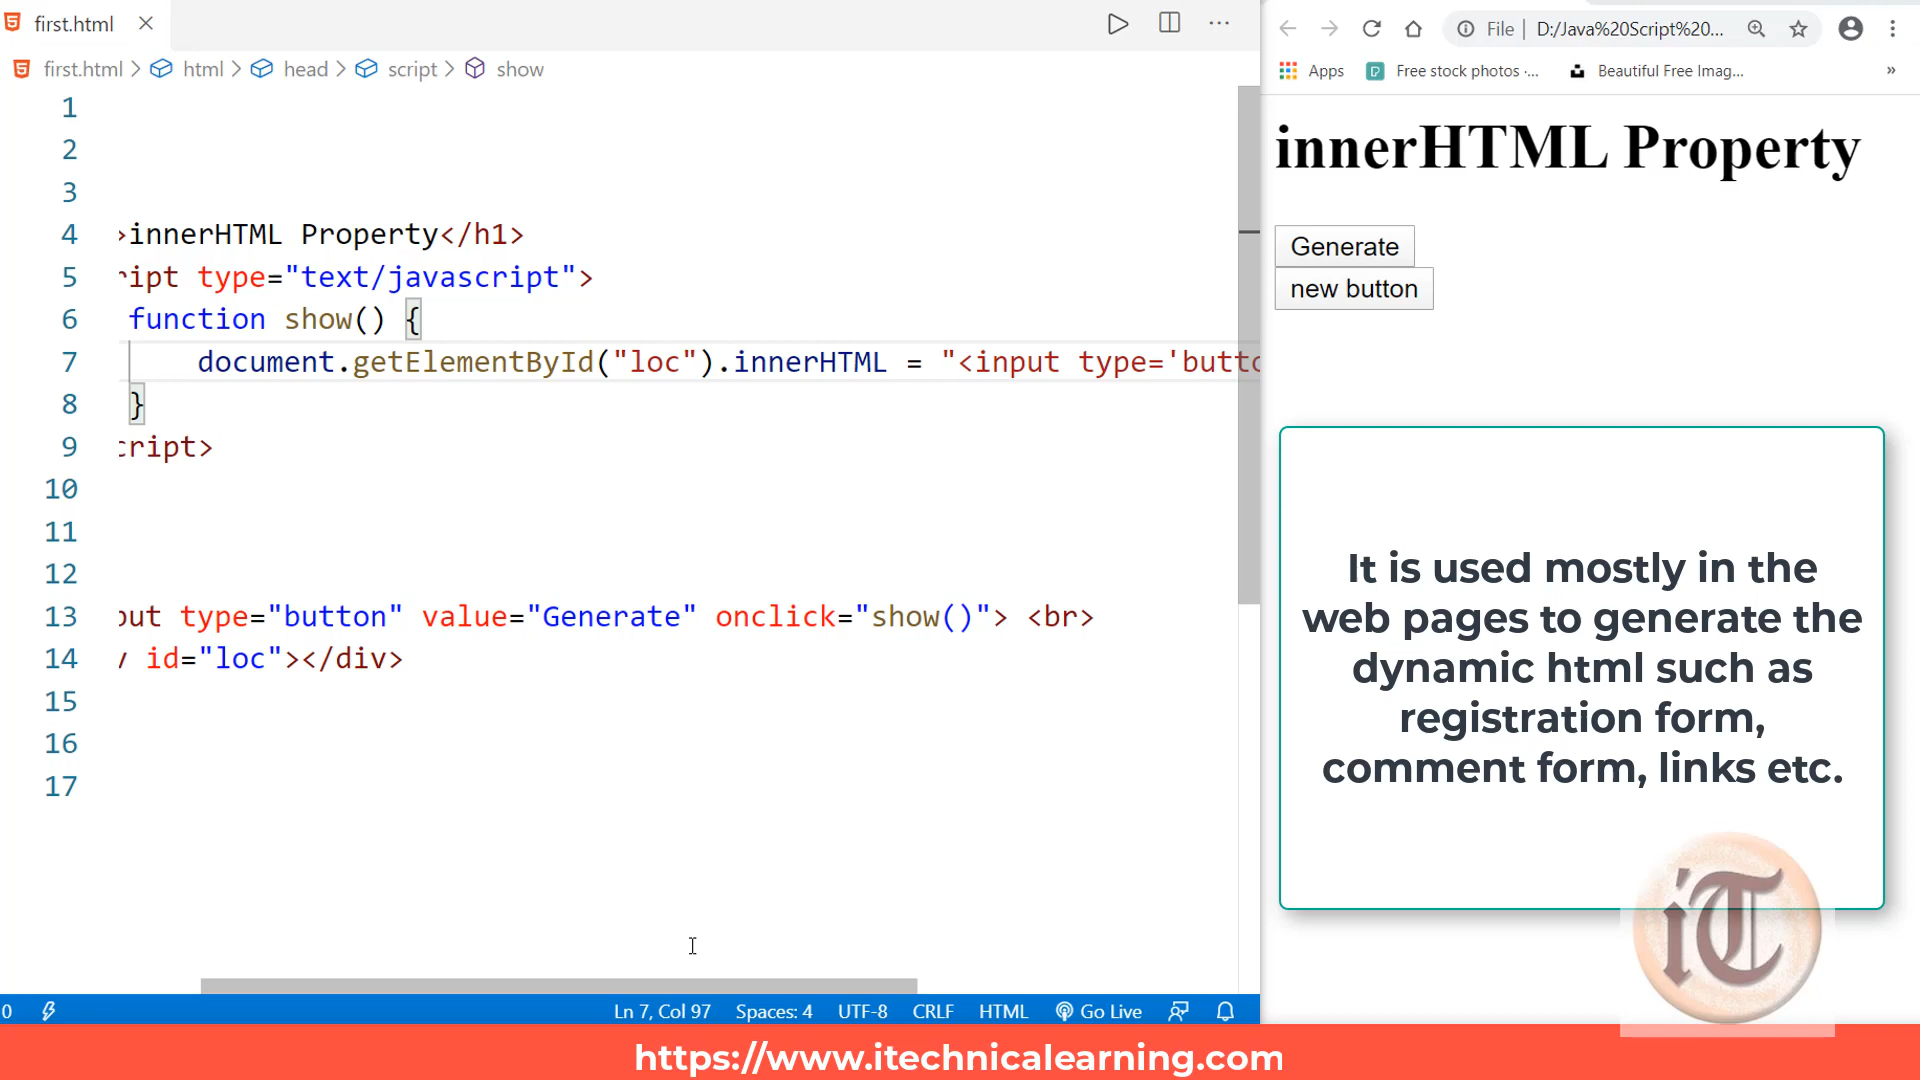 first.html
first.html > html > head > script > show
1
2
3
4 >innerHTML Property</h1>
5 ript type="text/javascript">
6 function show() {
7 document.getElementById("loc").innerHTML = "<input type='butto
8 }
9 cript>
10
11
12
13 put type="button" value="Generate" onclick="show()"> <br>
14 v id="loc"></div>
15
16
17
0
Ln 7, Col 97 Spaces: 4 UTF-8 CRLF HTML Go Live
File | D:/Java%20Script%20...
Apps Free stock photos ·... Beautiful Free Imag... »
innerHTML Property
Generate
new button
It is used mostly in the
web pages to generate the
dynamic html such as
registration form,
comment form, links etc.
iT
https://www.itechnicalearning.com